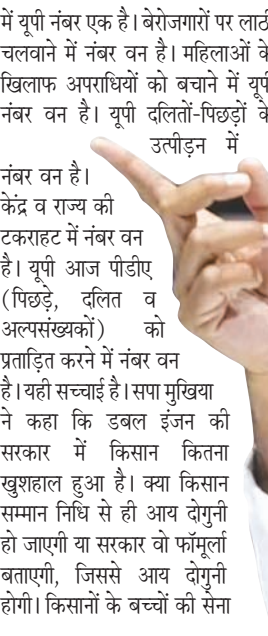 में यूपी नंबर एक है। बेरोजगारों पर लाठी
चलवाने में नंबर वन है। महिलाओं के
खिलाफ अपराधियों को बचाने में यूपी
नंबर वन है। यूपी दलितों-पिछड़ों के
उत्पीड़न में
नंबर वन है।
केंद्र व राज्य की
टकराहट में नंबर वन
है। यूपी आज पीडीए
(पिछड़े, दलित व
अल्पसंख्यकों) को
प्रताड़ित करने में नंबर वन
है। यही सच्चाई है। सपा मुखिया
ने कहा कि डबल इंजन की
सरकार में किसान कितना
खुशहाल हुआ है। क्या किसान
सम्मान निधि से ही आय दोगुनी
हो जाएगी या सरकार वो फॉमूर्ला
बताएगी, जिससे आय दोगुनी
होगी। किसानों के बच्चों की सेना